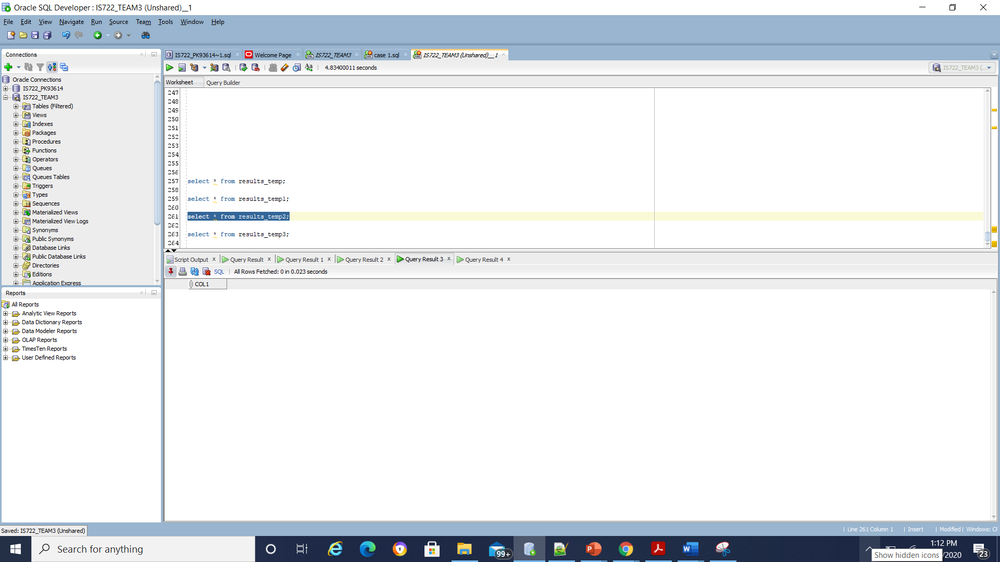 Oracle SQL Developer : IS722_TEAM3 (Unshared)__1
File Edit View Navigate Run Source Team Tools Window Help
Connections
Oracle Connections
IS722_PK93614
IS722_TEAM3
Tables (Filtered)
Views
Indexes
Packages
Procedures
Functions
Operators
Queues
Queues Tables
Triggers
Types
Sequences
Materialized Views
Materialized View Logs
Synonyms
Public Synonyms
Database Links
Public Database Links
Directories
Editions
Application Express
Reports
All Reports
Analytic View Reports
Data Dictionary Reports
Data Modeler Reports
OLAP Reports
TimesTen Reports
User Defined Reports
IS722_PK93614~1.sql Welcome Page IS722_TEAM3 case 1.sql IS722_TEAM3 (Unshared)__1
4.83400011 seconds
IS722_TEAM3 (...
Worksheet Query Builder
247
248
249
250
251
252
253
254
255
256
257 select * from results_temp;
258
259 select * from results_temp1;
260
261 select * from results_temp2;
262
263 select * from results_temp3;
264
Script Output Query Result Query Result 1 Query Result 2 Query Result 3 Query Result 4
SQL All Rows Fetched: 0 in 0.023 seconds
COL1
Saved: IS722_TEAM3 (Unshared)
Line 261 Column 1 Insert Modified Windows: CF
Search for anything
99+
1:12 PM
/2020
23
Show hidden icons